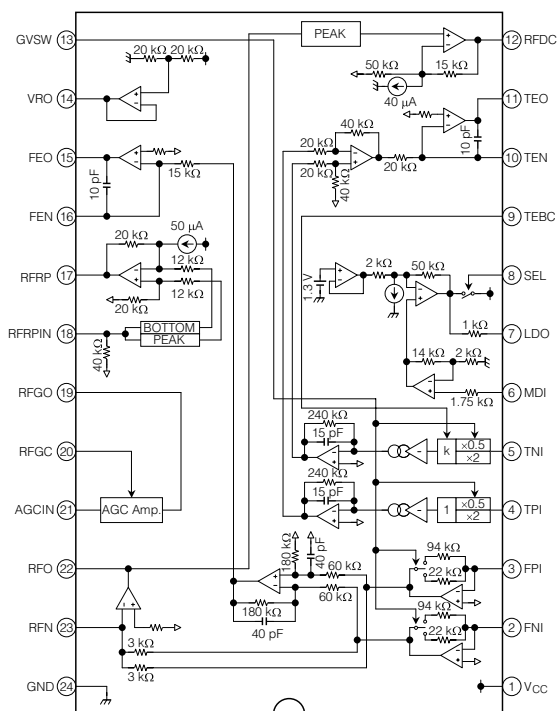 GVSW 13
PEAK
12 RFDC
20 kΩ 20 kΩ
50 kΩ 15 kΩ
40 µA
VRO 14
11 TEO
40 kΩ
10 pF
20 kΩ
FEO 15
20 kΩ
20 kΩ
10 TEN
15 kΩ
10 pF
40 kΩ
FEN 16
9 TEBC
50 µA
20 kΩ
12 kΩ
2 kΩ 50 kΩ
8 SEL
RFRP 17
12 kΩ
1.3 V
20 kΩ
BOTTOM
PEAK
RFRPIN 18
1 kΩ
7 LDO
40 kΩ
14 kΩ 2 kΩ
RFGO 19
6 MDI
1.75 kΩ
240 kΩ
15 pF
RFGC 20
k
×0.5
×2
5 TNI
240 kΩ
15 pF
AGCIN 21
AGC Amp.
1
×0.5
×2
4 TPI
94 kΩ
RFO 22
180 kΩ
40 pF
60 kΩ
60 kΩ
22 kΩ
3 FPI
180 kΩ
94 kΩ
RFN 23
40 pF
22 kΩ
2 FNI
3 kΩ
3 kΩ
GND 24
1 VCC